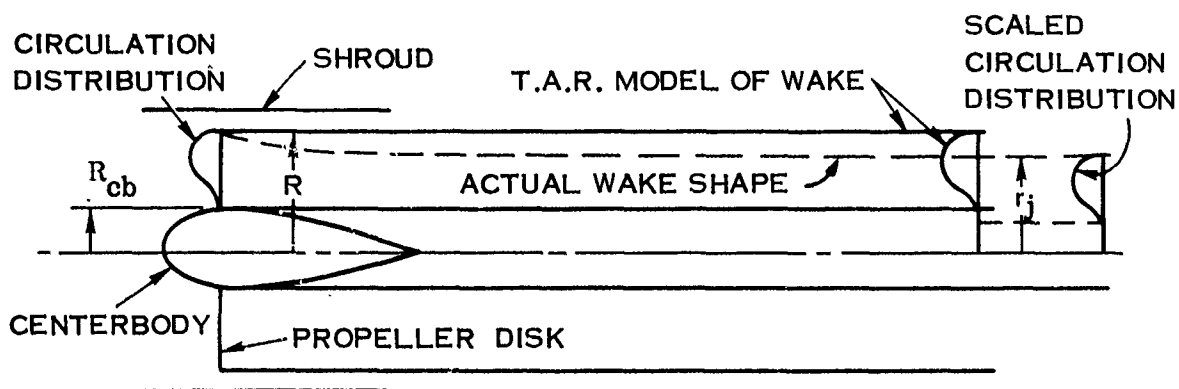 CIRCULATION
DISTRIBUTION
SHROUD
T.A.R. MODEL OF WAKE
SCALED
CIRCULATION
DISTRIBUTION
R_cb
R
ACTUAL WAKE SHAPE
r_j
CENTERBODY
PROPELLER DISK